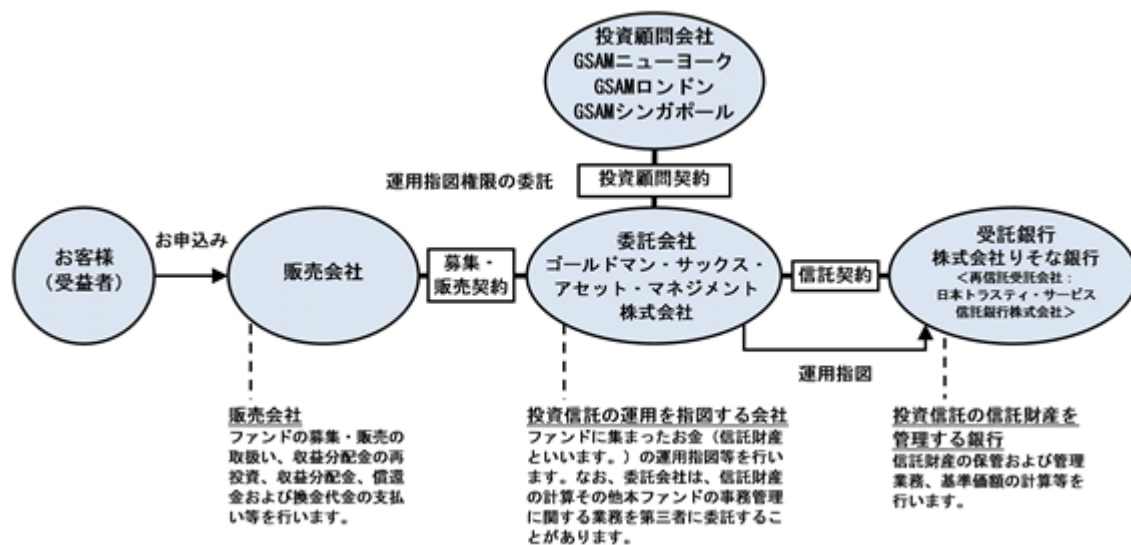 投資顧問会社
GSAMニューヨーク
GSAMロンドン
GSAMシンガポール
運用指図権限の委託
投資顧問契約
お客様
(受益者)
お申込み
販売会社
募集・
販売契約
委託会社
ゴールドマン・サックス・
アセット・マネジメント
株式会社
信託契約
受託銀行
株式会社りそな銀行
<再信託受託会社:
日本トラスティ・サービス
信託銀行株式会社>
運用指図
販売会社
ファンドの募集・販売の
取扱い、収益分配金の再
投資、収益分配金、償還
金および換金代金の支払
い等を行います。
投資信託の運用を指図する会社
ファンドに集まったお金(信託財産
といいます。)の運用指図等を行い
ます。なお、委託会社は、信託財産
の計算その他本ファンドの事務管理
に関する業務を第三者に委託するこ
とがあります。
投資信託の信託財産を
管理する銀行
信託財産の保管および管理
業務、基準価額の計算等を
行います。